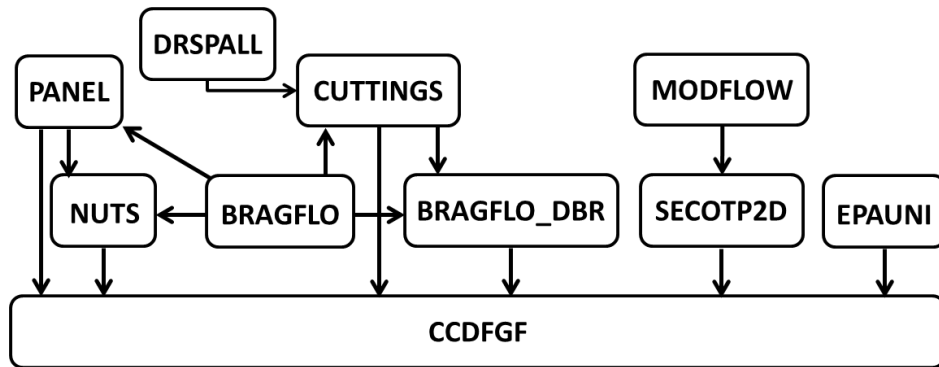 DRSPALL
PANEL
CUTTINGS
MODFLOW
NUTS
BRAGFLO
BRAGFLO_DBR
SECOTP2D
EPAUNI
CCDFGF